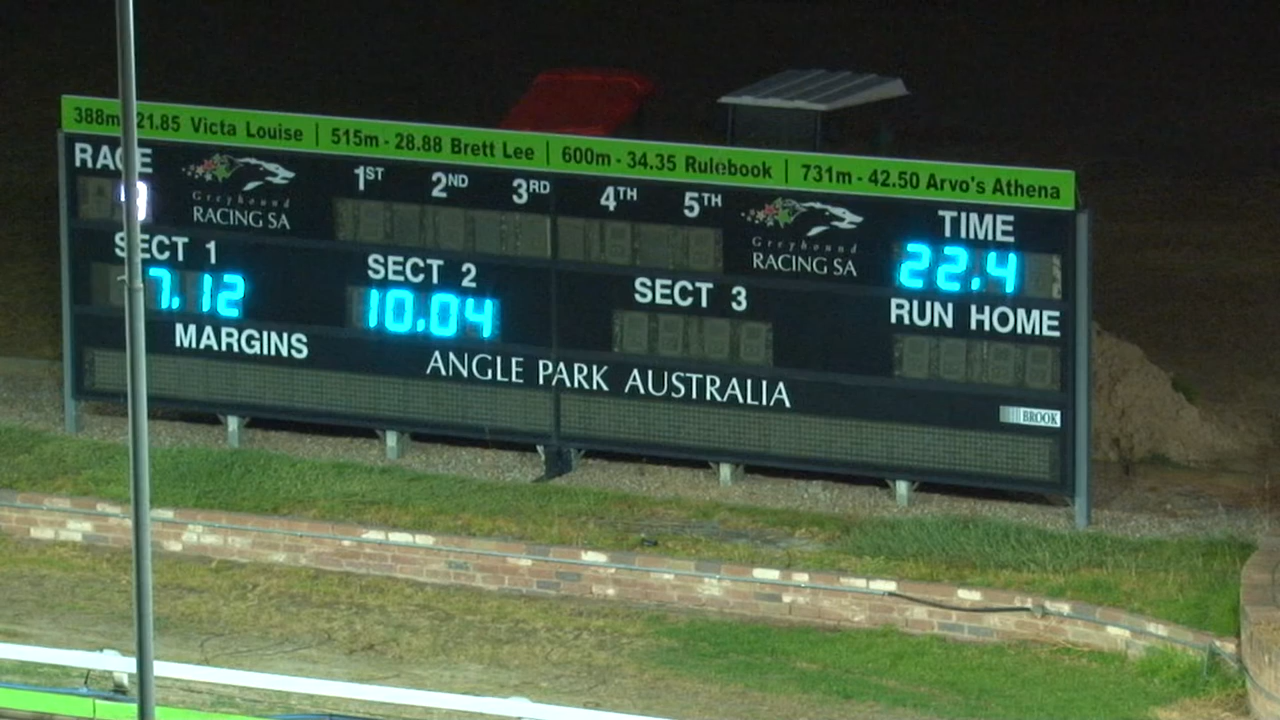 388m 21.85 Victa Louise | 515m - 28.88 Brett Lee | 600m - 34.35 Rulebook | 731m - 42.50 Arvo's Athena
RACE
Greyhound
RACING SA
1ST 2ND 3RD 4TH 5TH
Greyhound
RACING SA
TIME
22.4
SECT 1
7.12
SECT 2
10.04
SECT 3
RUN HOME
MARGINS
ANGLE PARK AUSTRALIA
BROOK